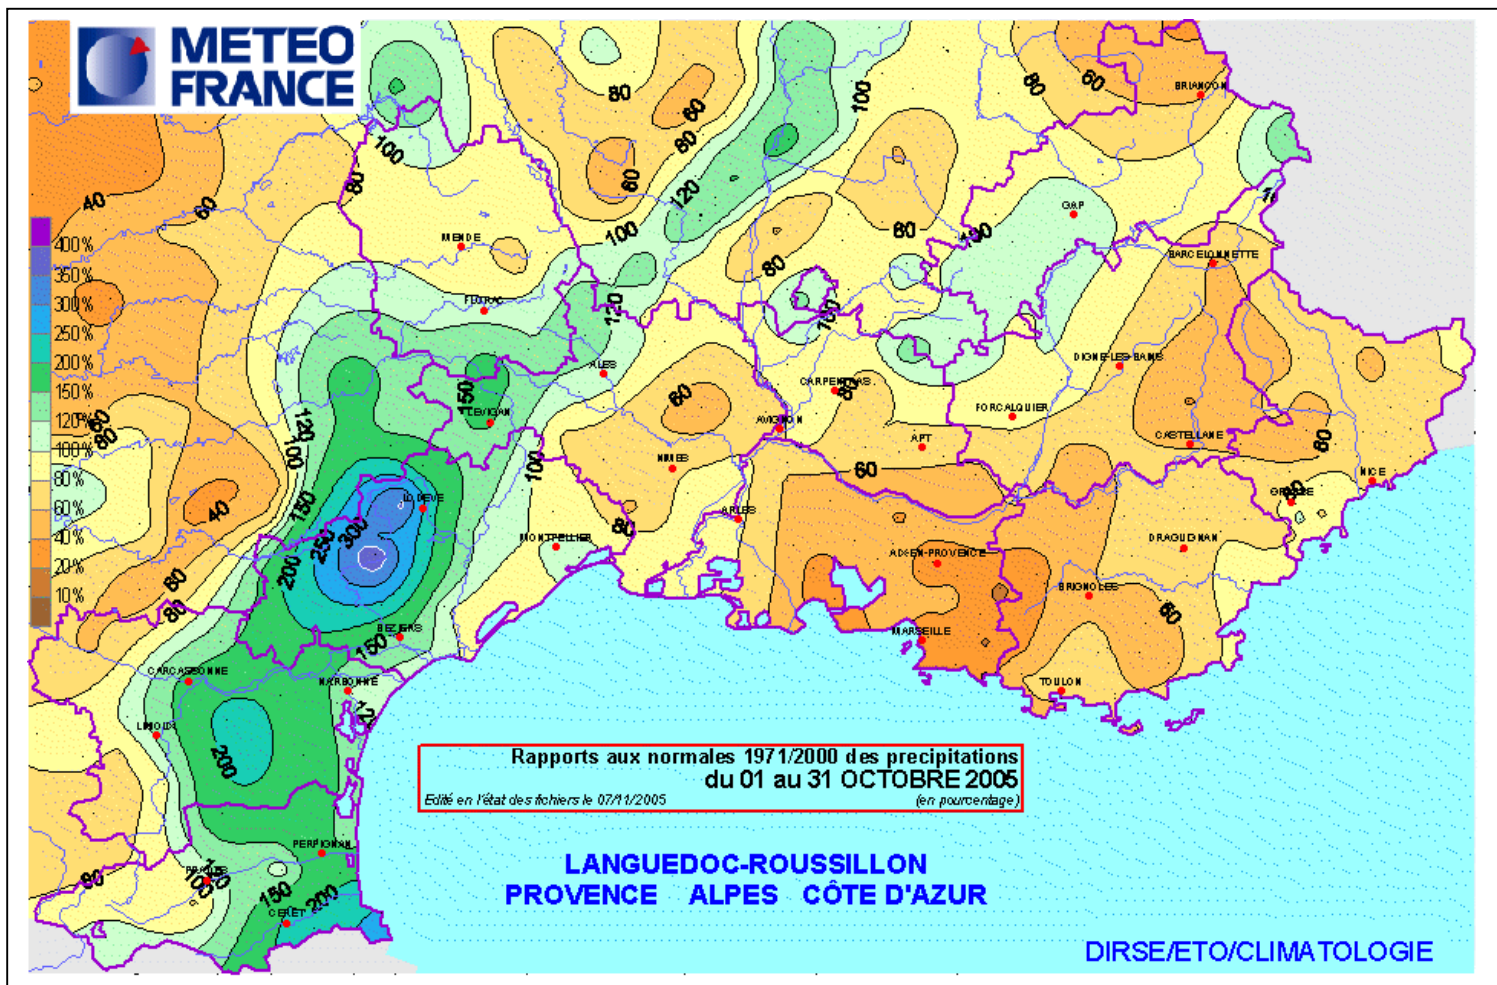 METEO
FRANCE
400%
350%
300%
250%
200%
150%
120%
100%
80%
60%
40%
20%
10%
BRIANCON
GAP
MENDE
BARCELONNETTE
FLORAC
DIGNE-LES-BAINS
ALES
CARPENTRAS
FORCALQUIER
LEVIGAN
AVIGNON
APT
CASTELLANE
NIMES
NICE
LODEVE
GRASSE
ARLES
MONTPELLIER
DRAGUIGNAN
AIX-EN-PROVENCE
BRIGNOLES
BEZIERS
MARSEILLE
CARCASSONNE
NARBONNE
TOULON
LIMOUX
Rapports aux normales 1971/2000 des precipitations
du 01 au 31 OCTOBRE 2005
Edité en l'état des fichiers le 07/11/2005 (en pourcentage)
PERPIGNAN
PRADES
CERET
LANGUEDOC-ROUSSILLON
PROVENCE ALPES CÔTE D'AZUR
DIRSE/ETO/CLIMATOLOGIE